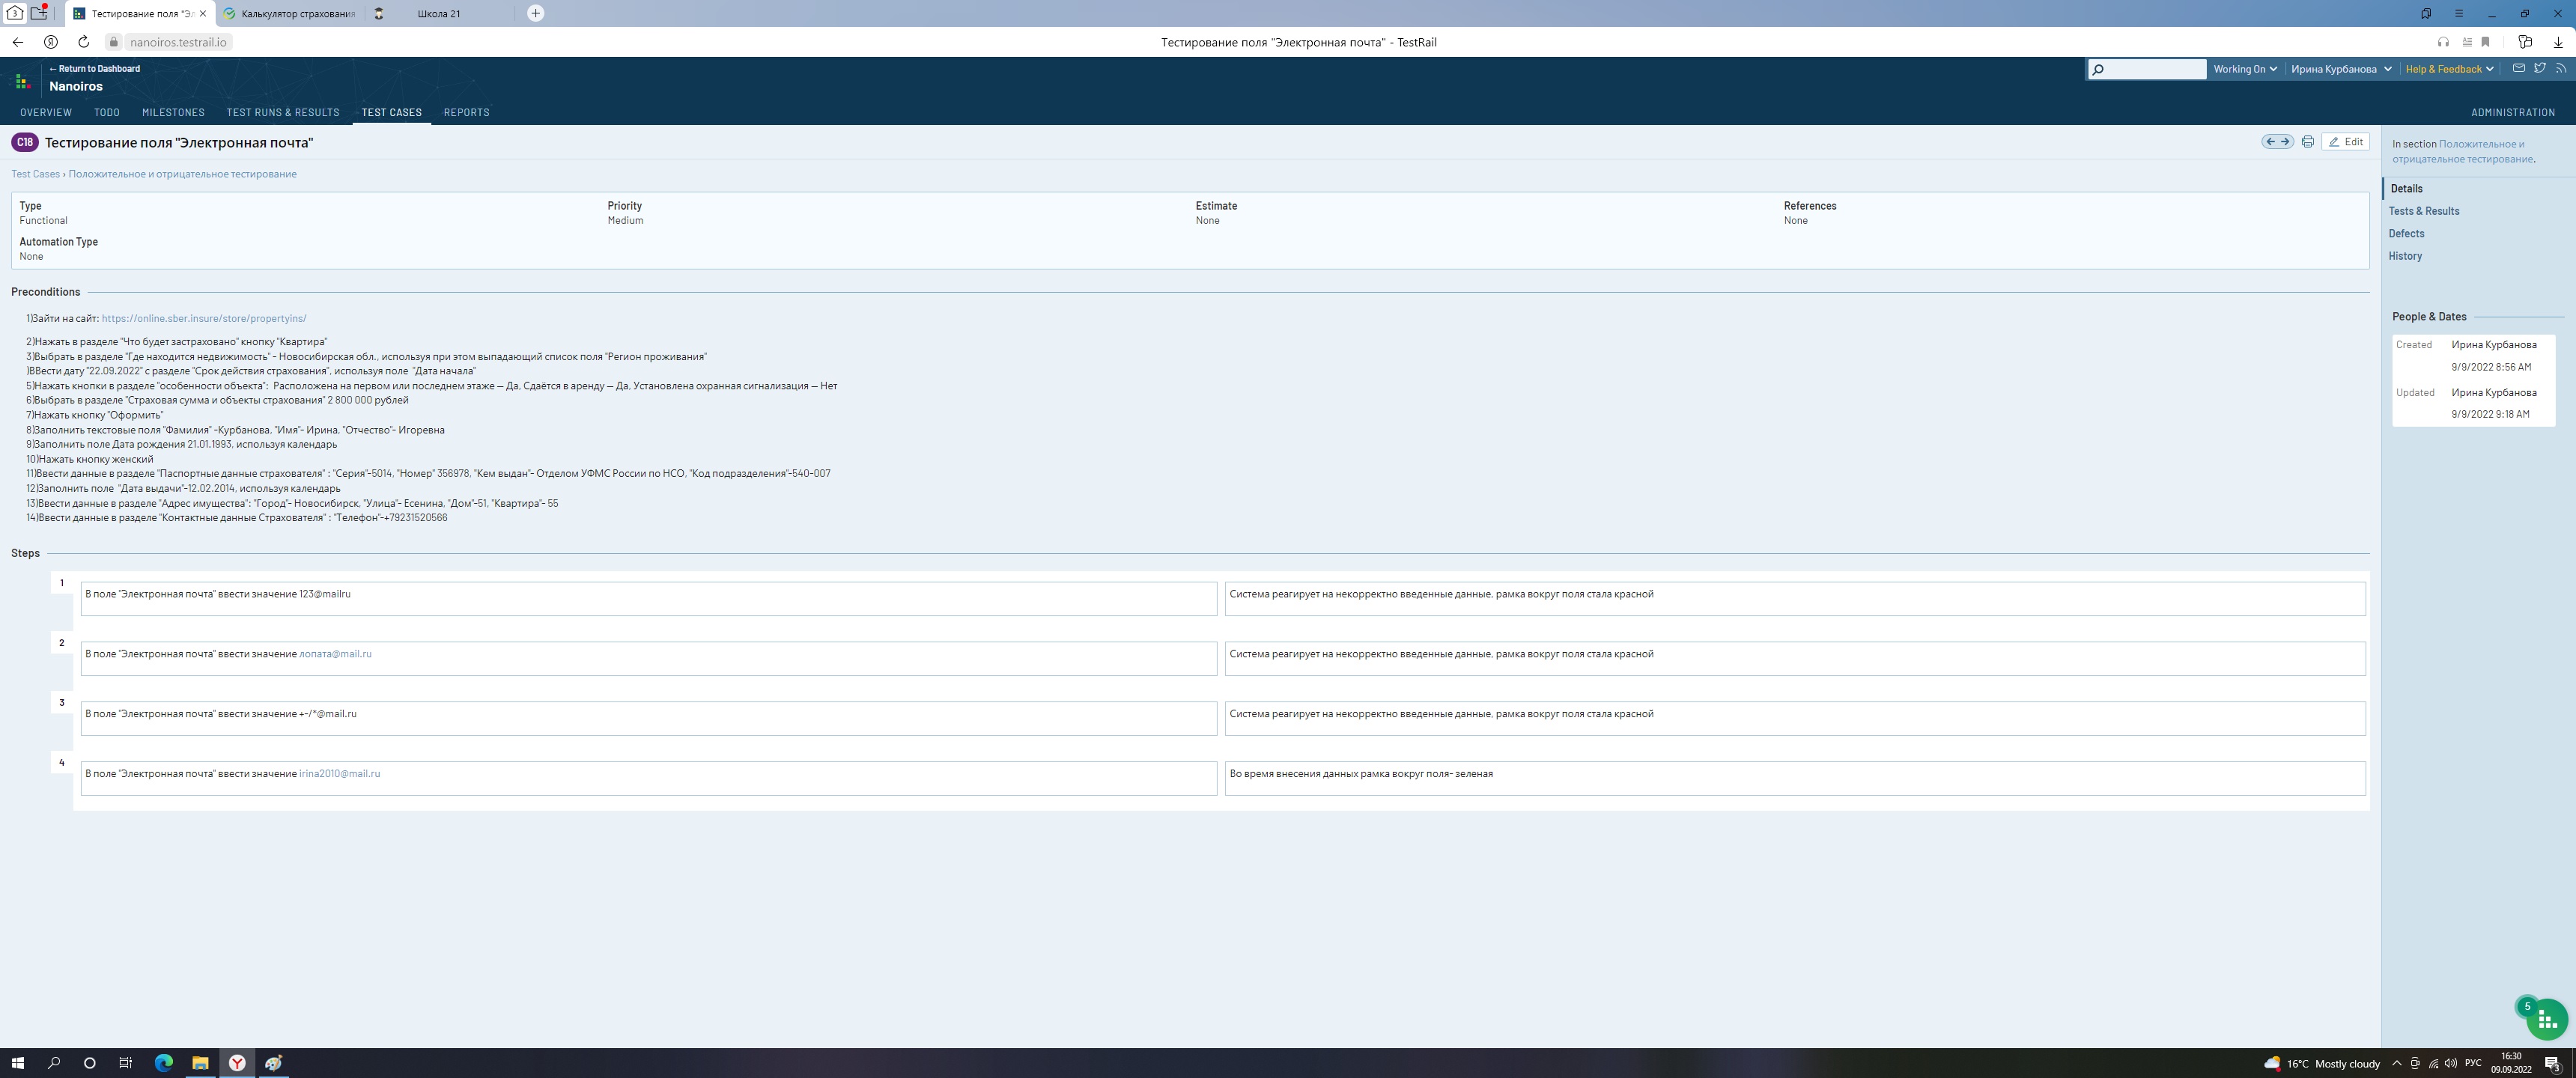 3
Тестирование поля "Эл
Калькулятор страхования
Школа 21
nanoiros.testrail.io
Тестирование поля "Электронная почта" - TestRail
← Return to Dashboard
Nanoiros
Working On
Ирина Курбанова
Help & Feedback
OVERVIEW
TODO
MILESTONES
TEST RUNS & RESULTS
TEST CASES
REPORTS
ADMINISTRATION
C18 Тестирование поля "Электронная почта"
Edit
Test Cases › Положительное и отрицательное тестирование
Type
Functional
Priority
Medium
Estimate
None
References
None
Automation Type
None
Preconditions
1)Зайти на сайт: https://online.sber.insure/store/propertyins/
2)Нажать в разделе "Что будет застраховано" кнопку "Квартира"
3)Выбрать в разделе "Где находится недвижимость" - Новосибирская обл., используя при этом выпадающий список поля "Регион проживания"
)ВВести дату "22.09.2022" с разделе "Срок действия страхования", используя поле "Дата начала"
5)Нажать кнопки в разделе "особенности объекта": Расположена на первом или последнем этаже – Да, Сдаётся в аренду – Да, Установлена охранная сигнализация – Нет
6)Выбрать в разделе "Страховая сумма и объекты страхования" 2 800 000 рублей
7)Нажать кнопку "Оформить"
8)Заполнить текстовые поля "Фамилия" -Курбанова, "Имя"- Ирина, "Отчество"- Игоревна
9)Заполнить поле Дата рождения 21.01.1993, используя календарь
10)Нажать кнопку женский
11)Ввести данные в разделе "Паспортные данные страхователя" : "Серия"-5014, "Номер" 356978, "Кем выдан"- Отделом УФМС России по НСО, "Код подразделения"-540-007
12)Заполнить поле "Дата выдачи"-12.02.2014, используя календарь
13)Ввести данные в разделе "Адрес имущества": "Город"- Новосибирск, "Улица"- Есенина, "Дом"-51, "Квартира"- 55
14)Ввести данные в разделе "Контактные данные Страхователя" : "Телефон"-+79231520566
Steps
1
В поле "Электронная почта" ввести значение 123@mailru
Система реагирует на некорректно введенные данные, рамка вокруг поля стала красной
2
В поле "Электронная почта" ввести значение лопата@mail.ru
Система реагирует на некорректно введенные данные, рамка вокруг поля стала красной
3
В поле "Электронная почта" ввести значение +-/*@mail.ru
Система реагирует на некорректно введенные данные, рамка вокруг поля стала красной
4
В поле "Электронная почта" ввести значение irina2010@mail.ru
Во время внесения данных рамка вокруг поля- зеленая
In section Положительное и
отрицательное тестирование.
Details
Tests & Results
Defects
History
People & Dates
Created Ирина Курбанова
9/9/2022 8:56 AM
Updated Ирина Курбанова
9/9/2022 9:18 AM
5
16°C Mostly cloudy
РУС
16:30
09.09.2022
3